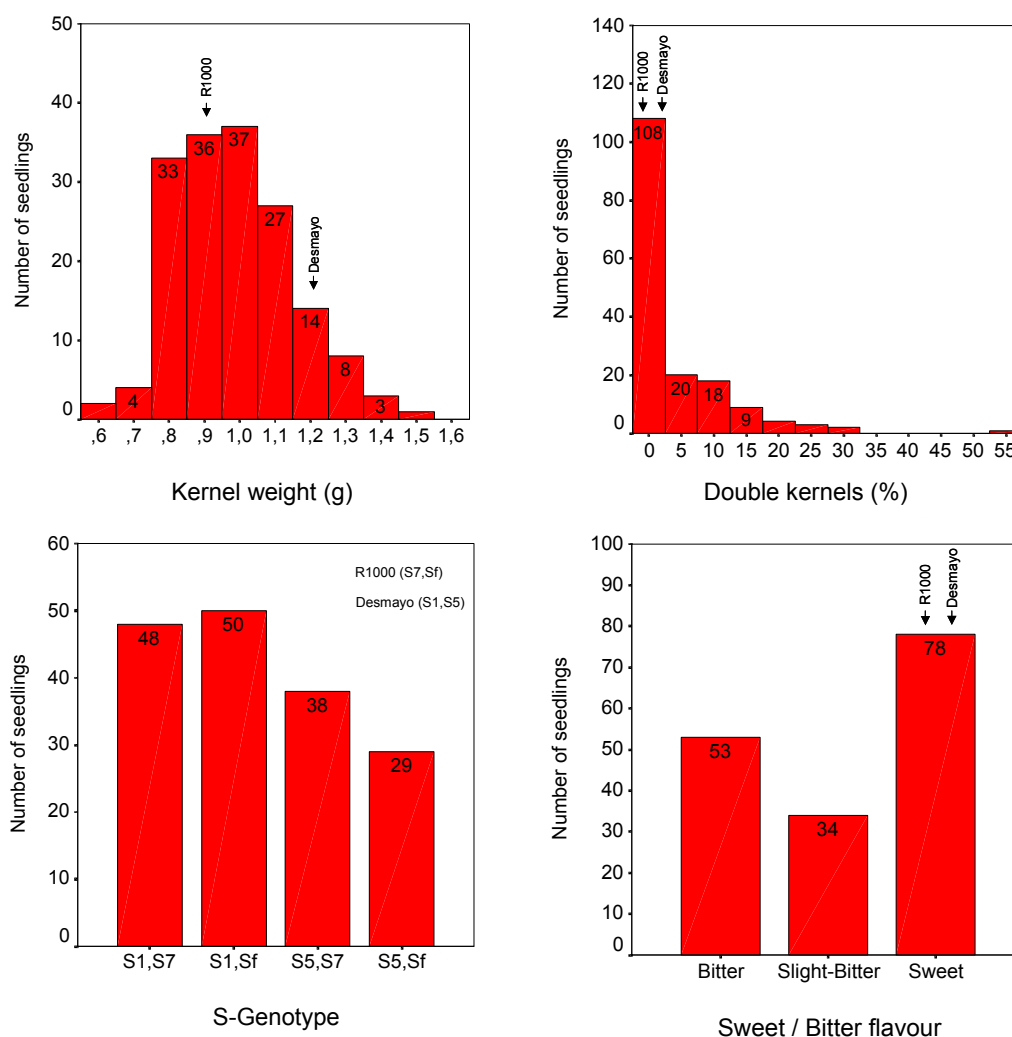 50
40
30
20
10
0
Number of seedlings
R1000
Desmayo
33
36
37
27
14
8
4
3
,6 ,7 ,8 ,9 1,0 1,1 1,2 1,3 1,4 1,5 1,6
Kernel weight (g)
140
120
100
80
60
40
20
0
Number of seedlings
R1000
Desmayo
108
20
18
9
0 5 10 15 20 25 30 35 40 45 50 55
Double kernels (%)
60
50
40
30
20
10
0
Number of seedlings
R1000 (S7,Sf)
Desmayo (S1,S5)
48
50
38
29
S1,S7 S1,Sf S5,S7 S5,Sf
S-Genotype
100
90
80
70
60
50
40
30
20
10
0
Number of seedlings
R1000
Desmayo
53
34
78
Bitter Slight-Bitter Sweet
Sweet / Bitter flavour